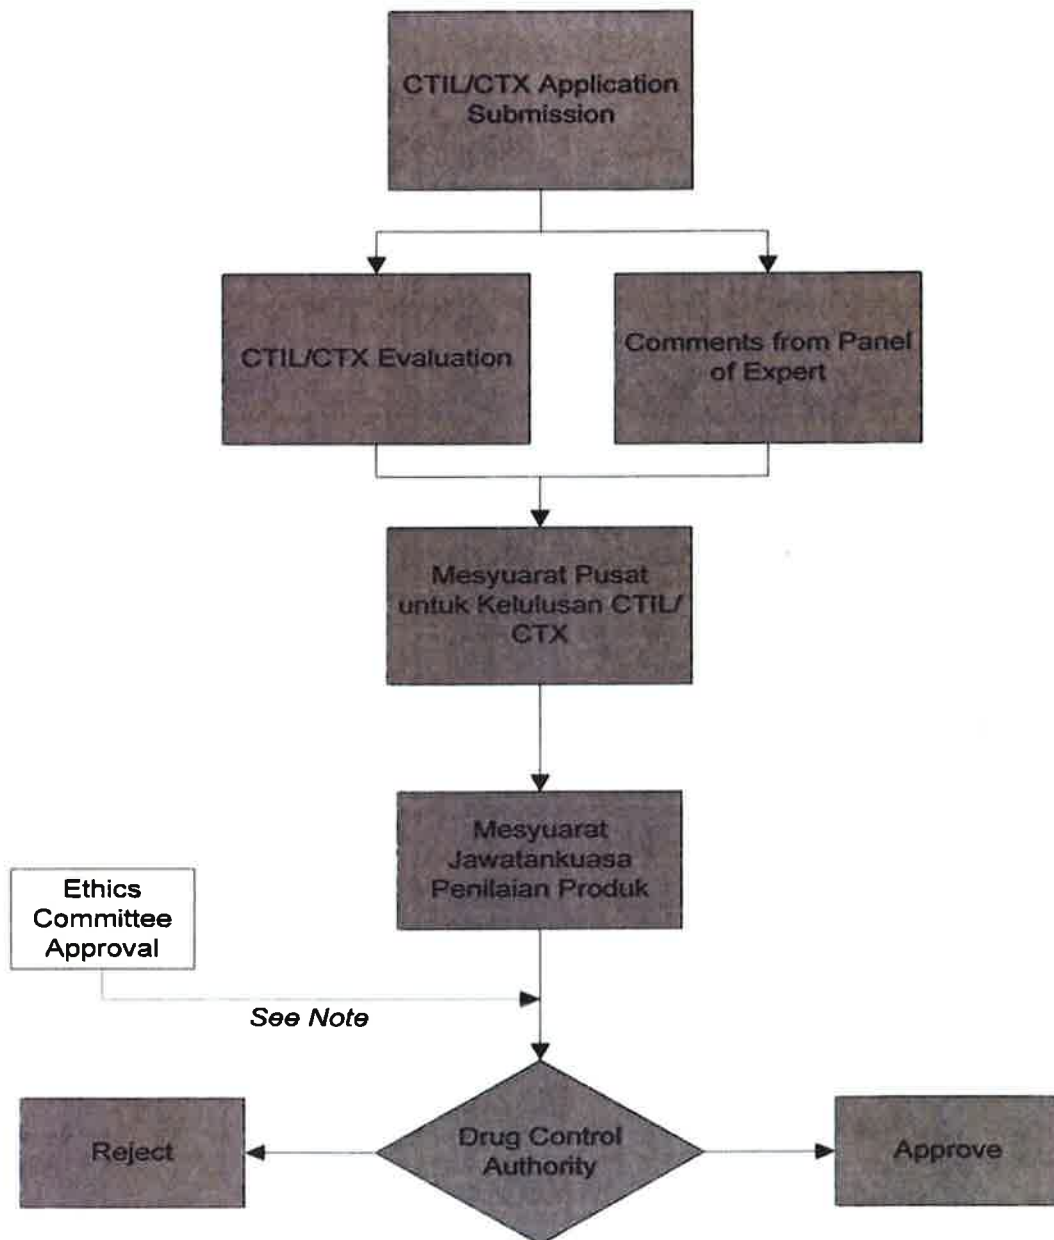 CTIL/CTX Application
Submission
CTIL/CTX Evaluation
Comments from Panel
of Expert
Mesyuarat Pusat
untuk Kelulusan CTIL/
CTX
Mesyuarat
Jawatankuasa
Penilaian Produk
Ethics
Committee
Approval
See Note
Reject
Drug Control
Authority
Approve